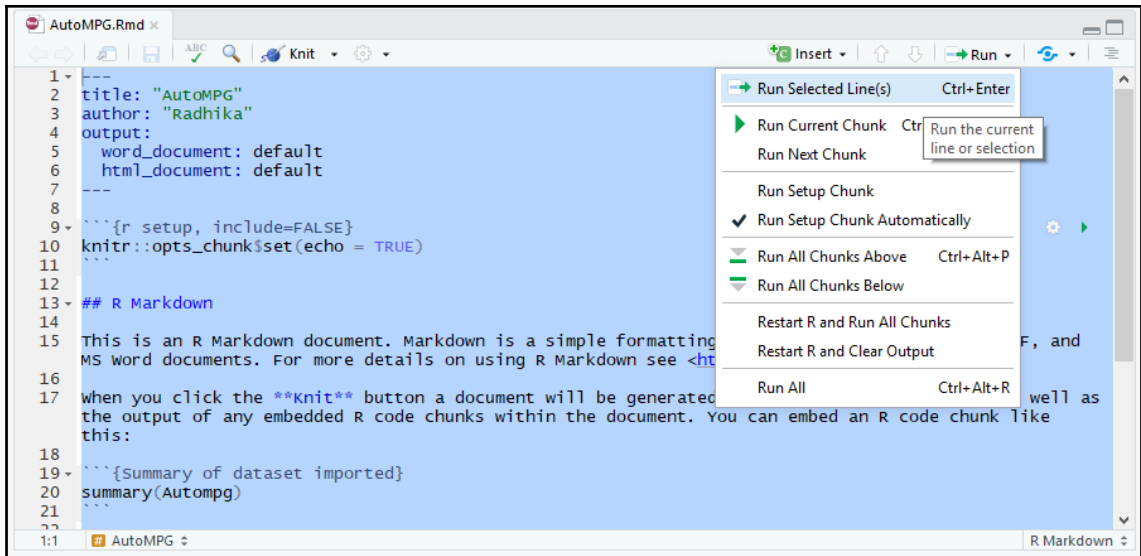 AutoMPG.Rmd
ABC Knit Insert Run
1 ---
2 title: "AutoMPG"
3 author: "Radhika"
4 output:
5 word_document: default
6 html_document: default
7 ---
8
9 ```{r setup, include=FALSE}
10 knitr::opts_chunk$set(echo = TRUE)
11 ```
12
13 ## R Markdown
14
15 This is an R Markdown document. Markdown is a simple formatting F, and
MS Word documents. For more details on using R Markdown see <ht
16
17 When you click the **Knit** button a document will be generated well as
the output of any embedded R code chunks within the document. You can embed an R code chunk like
this:
18
19 ```{Summary of dataset imported}
20 summary(Autompg)
21 ```
22
1:1 AutoMPG R Markdown
Run Selected Line(s) Ctrl+Enter
Run Current Chunk Ctr
Run Next Chunk
Run Setup Chunk
Run Setup Chunk Automatically
Run All Chunks Above Ctrl+Alt+P
Run All Chunks Below
Restart R and Run All Chunks
Restart R and Clear Output
Run All Ctrl+Alt+R
Run the current
line or selection